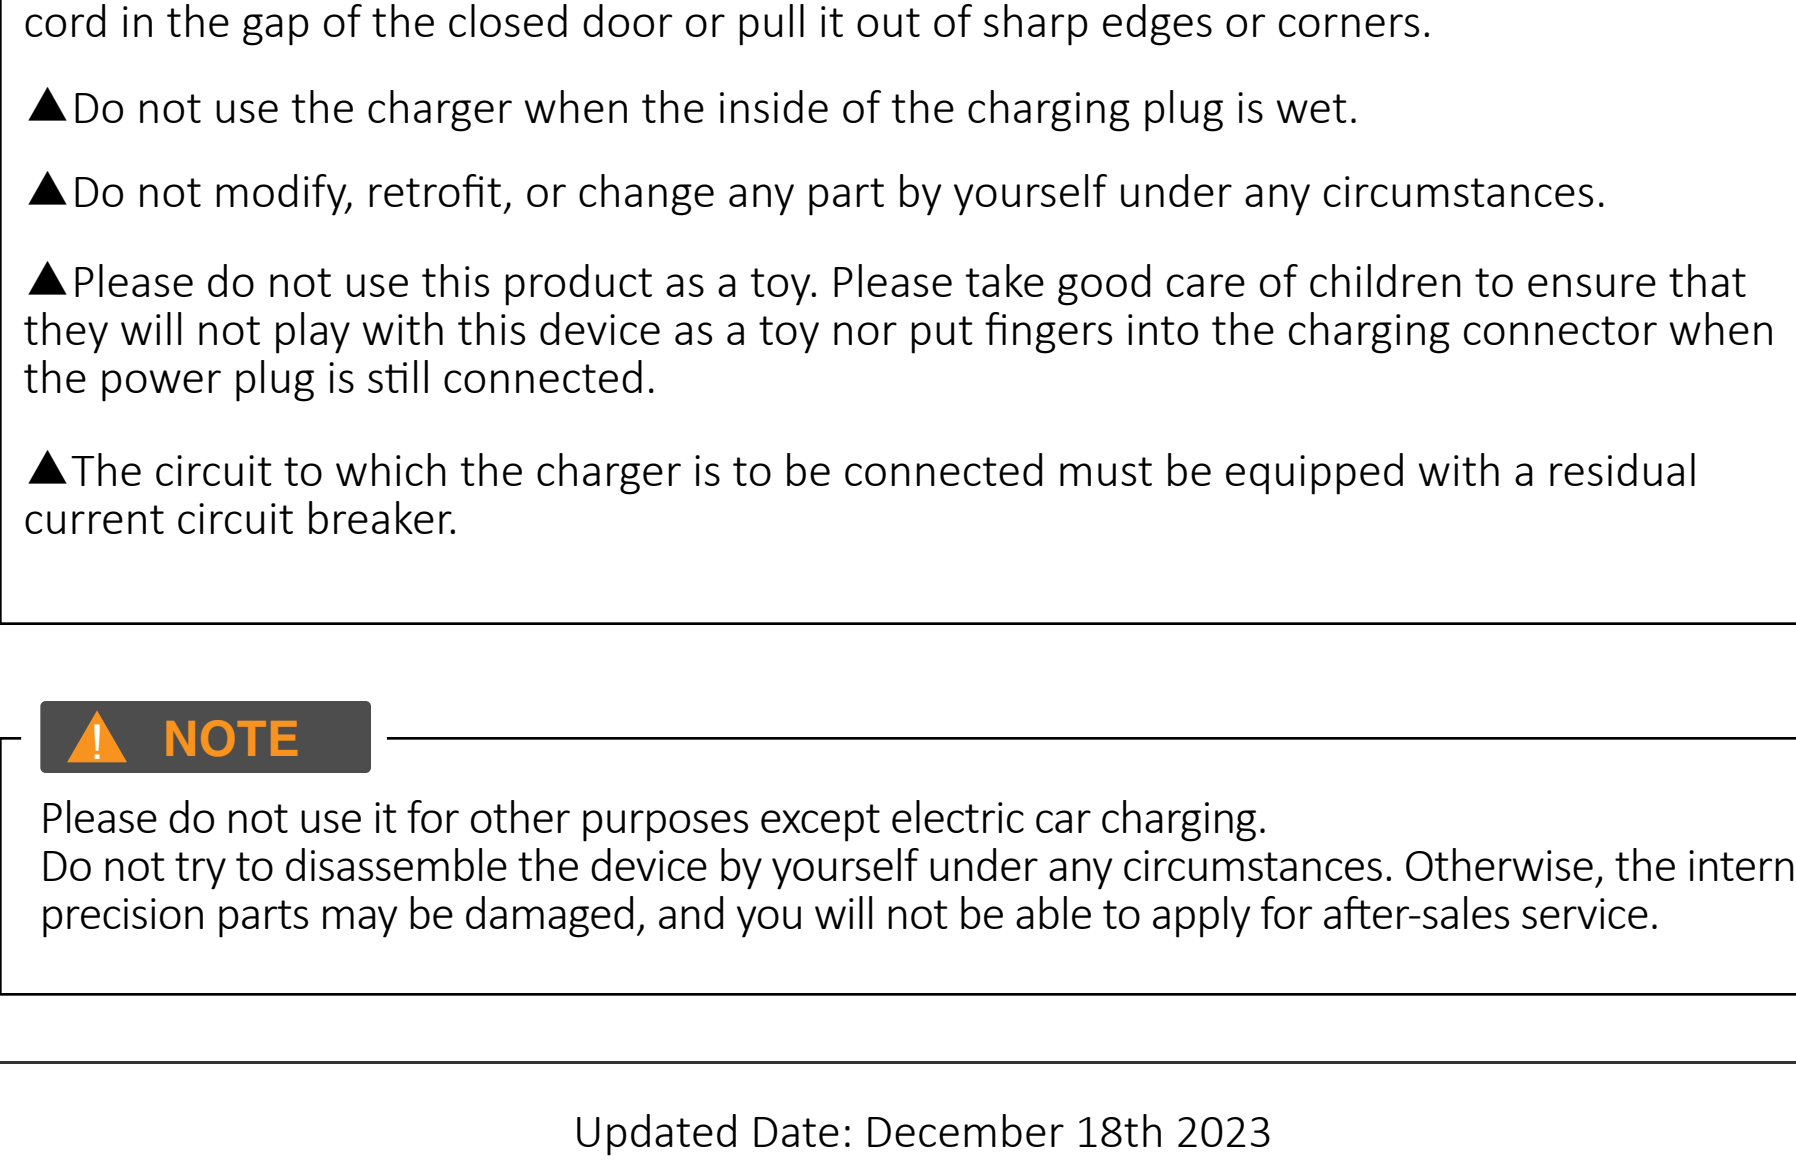 cord in the gap of the closed door or pull it out of sharp edges or corners.
▲Do not use the charger when the inside of the charging plug is wet.
▲Do not modify, retrofit, or change any part by yourself under any circumstances.
▲Please do not use this product as a toy. Please take good care of children to ensure that
they will not play with this device as a toy nor put fingers into the charging connector when
the power plug is still connected.
▲The circuit to which the charger is to be connected must be equipped with a residual
current circuit breaker.
NOTE
Please do not use it for other purposes except electric car charging.
Do not try to disassemble the device by yourself under any circumstances. Otherwise, the intern
precision parts may be damaged, and you will not be able to apply for after-sales service.
Updated Date: December 18th 2023